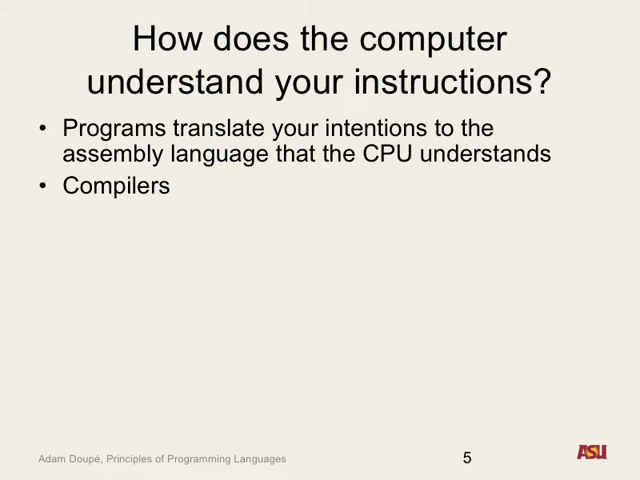 How does the computer
understand your instructions?
• Programs translate your intentions to the
assembly language that the CPU understands
• Compilers
Adam Doupé, Principles of Programming Languages
5
ASU